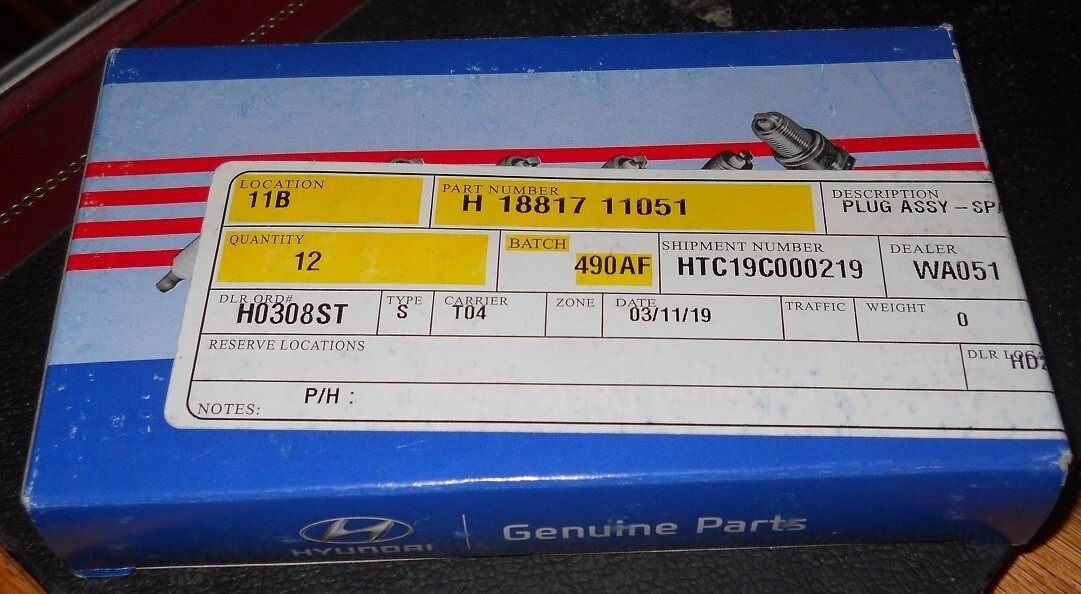 LOCATION
11B
PART NUMBER
H 18817 11051
DESCRIPTION
PLUG ASSY-SPA
QUANTITY
12
BATCH
490AF
SHIPMENT NUMBER
HTC19C000219
DEALER
WA051
DLR ORD#
H0308ST
TYPE
S
CARRIER
T04
ZONE
DATE
03/11/19
TRAFFIC
WEIGHT
0
RESERVE LOCATIONS
DLR
NOTES:
P/H :
HYUNDAI
Genuine Parts